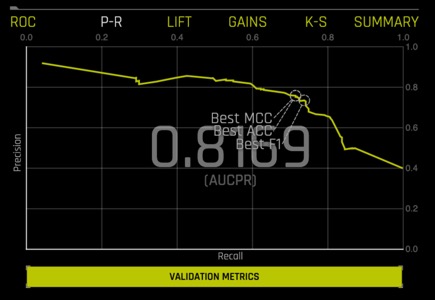 ROC P-R LIFT GAINS K-S SUMMARY
0.0 0.2 0.4 0.6 0.8 1.0
1.0
0.8
0.6
0.4
0.2
0.0
Precision
Best MCC
Best ACC
Best F1
0.8169
(AUCPR)
Recall
VALIDATION METRICS